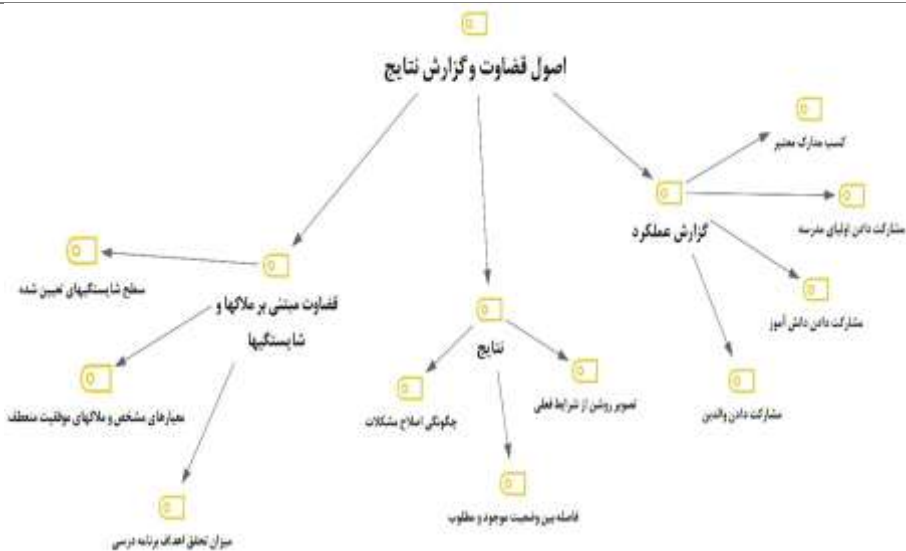 اصول قضاوت و گزارش نتایج
کسب مدارک معتبر
مشارکت دادن اولیای مدرسه
گزارش عملکرد
مشارکت دادن دانش آموز
مشارکت دادن والدین
نتایج
تصویر روشن از شرایط فعلی
چگونگی اصلاح مشکلات
فاصله بین وضعیت موجود و مطلوب
قضاوت مبتنی بر ملاکها و
شایستگیها
سطح شایستگیهای تعیین شده
معیارهای مشخص و ملاکهای موفقیت منعطف
میزان تحقق اهداف برنامه درسی